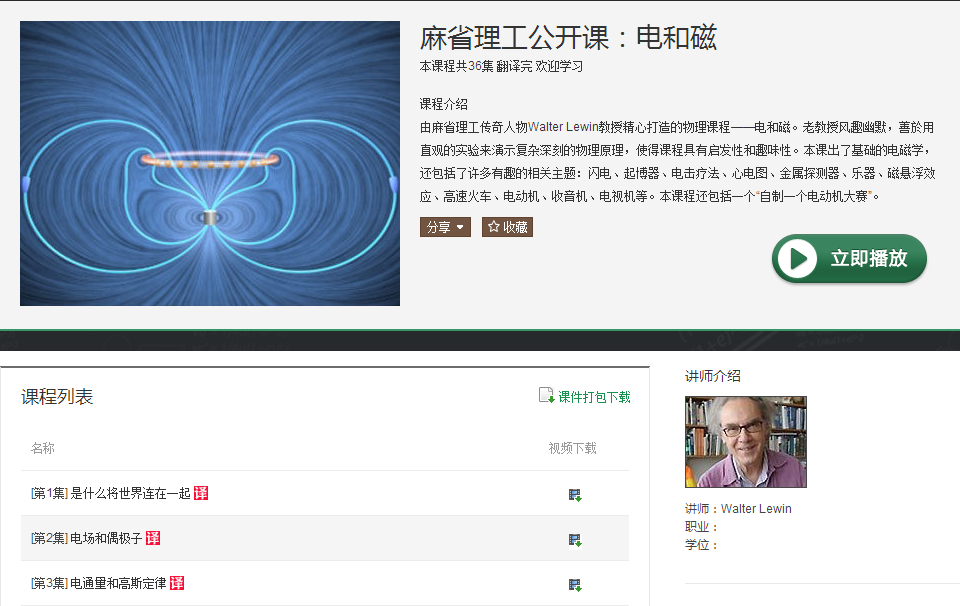 麻省理工公开课：电和磁
本课程共36集 翻译完 欢迎学习
课程介绍
由麻省理工传奇人物Walter Lewin教授精心打造的物理课程——电和磁。老教授风趣幽默，善於用
直观的实验来演示复杂深刻的物理原理，使得课程具有启发性和趣味性。本课出了基础的电磁学，
还包括了许多有趣的相关主题：闪电、起博器、电击疗法、心电图、金属探测器、乐器、磁悬浮效
应、高速火车、电动机、收音机、电视机等。本课程还包括一个“自制一个电动机大赛”。
分享 ☆ 收藏
立即播放
课程列表 课件打包下载
名称 视频下载
[第1集] 是什么将世界连在一起 译
[第2集] 电场和偶极子 译
[第3集] 电通量和高斯定律 译
讲师介绍
讲师：Walter Lewin
职业：
学位：